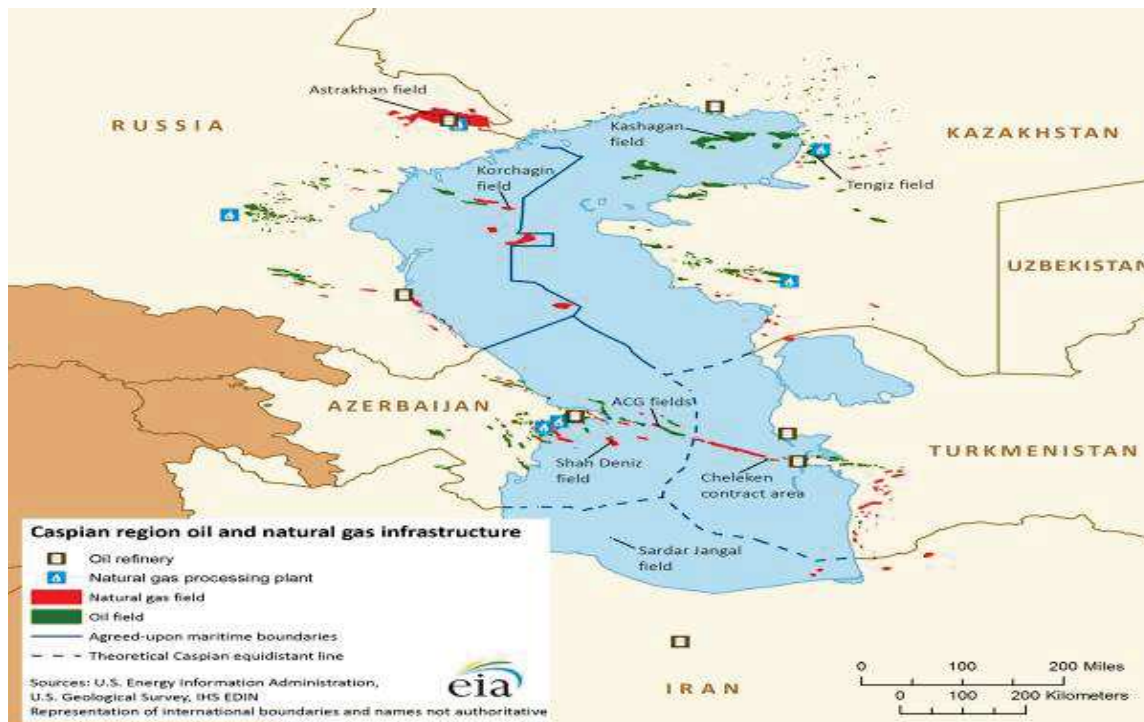 Astrakhan field
RUSSIA
Kashagan
field
KAZAKHSTAN
Korchagin
field
Tengiz field
UZBEKISTAN
AZERBAIJAN
ACG fields
TURKMENISTAN
Shah Deniz
field
Cheleken
contract area
Sardar Jangal
field
IRAN
Caspian region oil and natural gas infrastructure
Oil refinery
Natural gas processing plant
Natural gas field
Oil field
Agreed-upon maritime boundaries
Theoretical Caspian equidistant line
Sources: U.S. Energy Information Administration,
U.S. Geological Survey, IHS EDIN
Representation of international boundaries and names not authoritative
eia
0 100 200 Miles
0 100 200 Kilometers